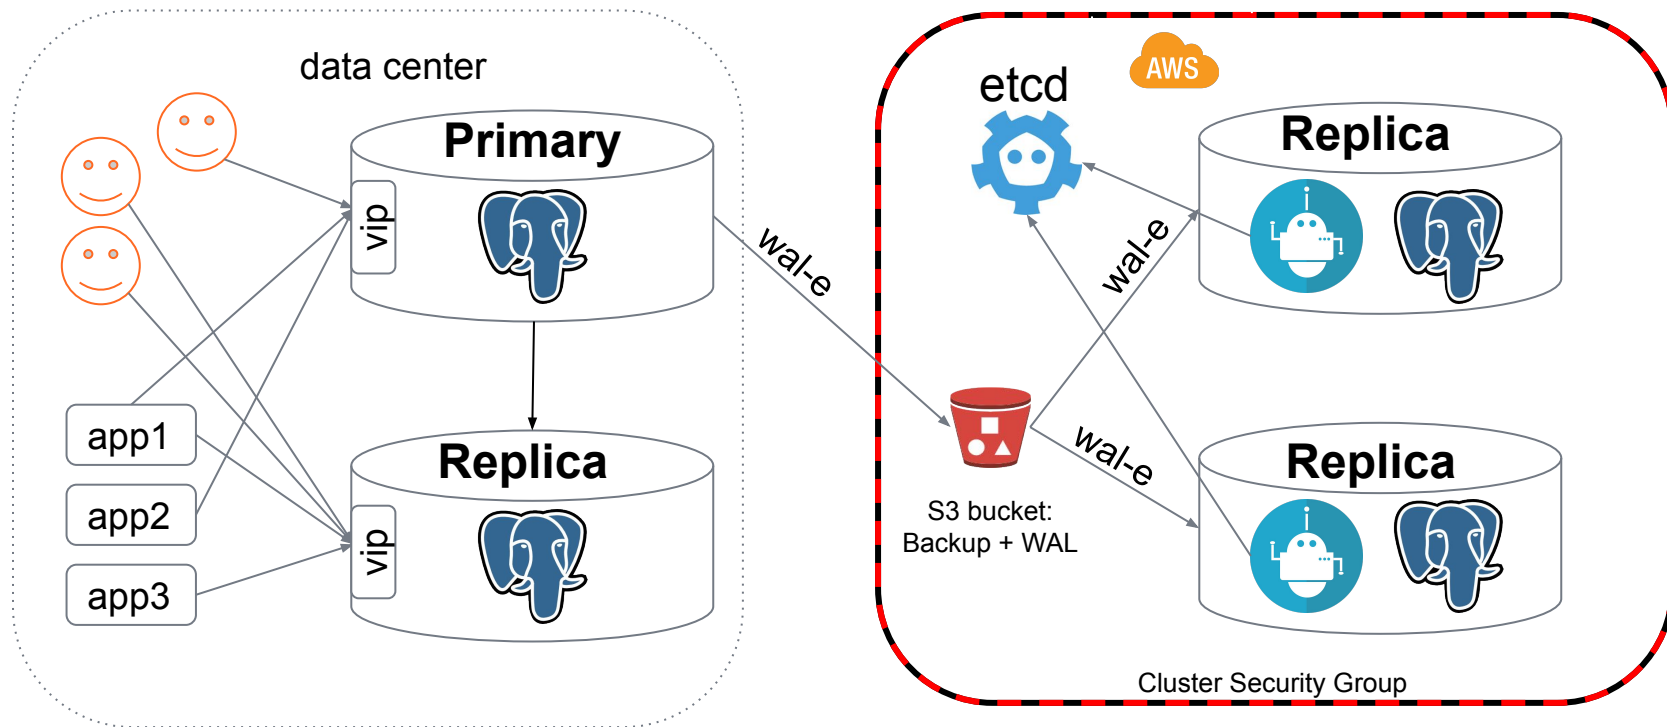 data center
Primary
vip
wal-e
app1
app2
app3
Replica
vip
AWS
etcd
Replica
wal-e
wal-e
S3 bucket:
Backup + WAL
Replica
Cluster Security Group